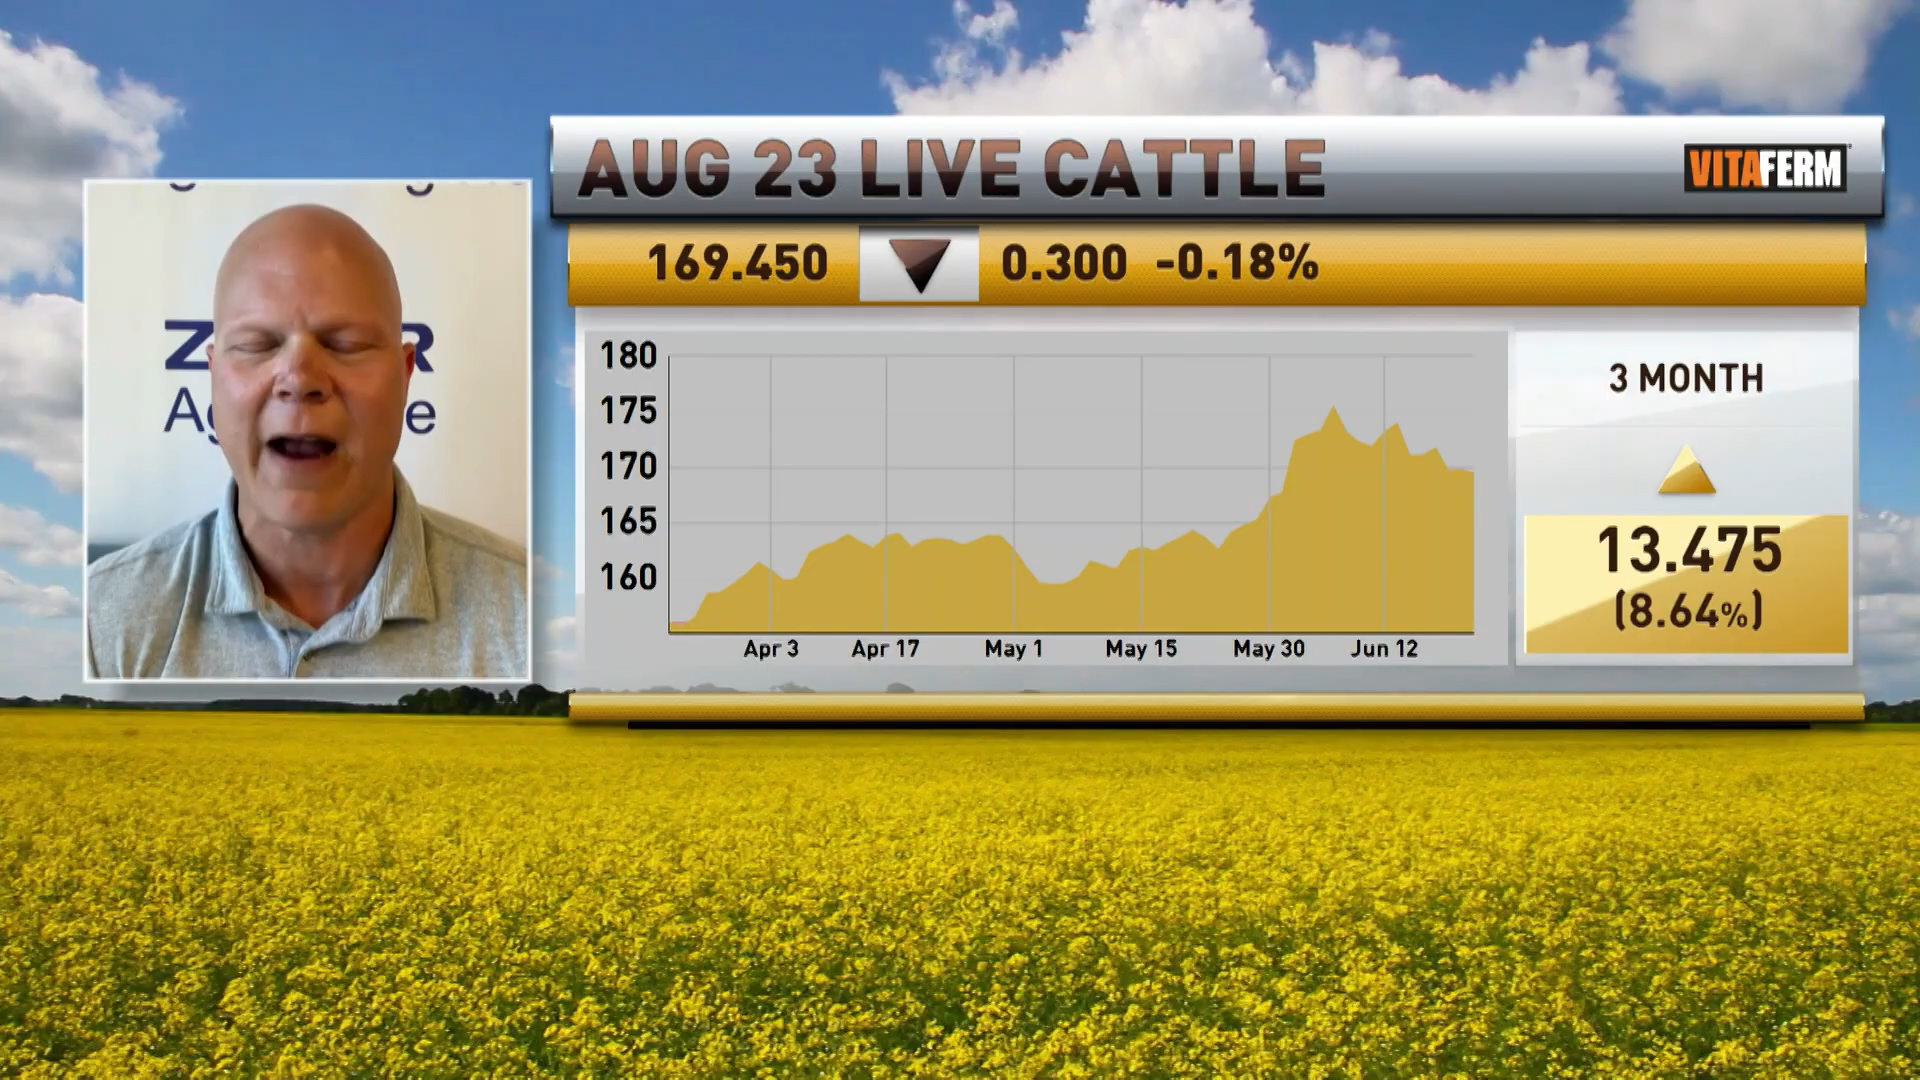 AUG 23 LIVE CATTLE
VITAFERM
169.450 0.300 -0.18%
180
175
170
165
160
Apr 3 Apr 17 May 1 May 15 May 30 Jun 12
3 MONTH
13.475
(8.64%)